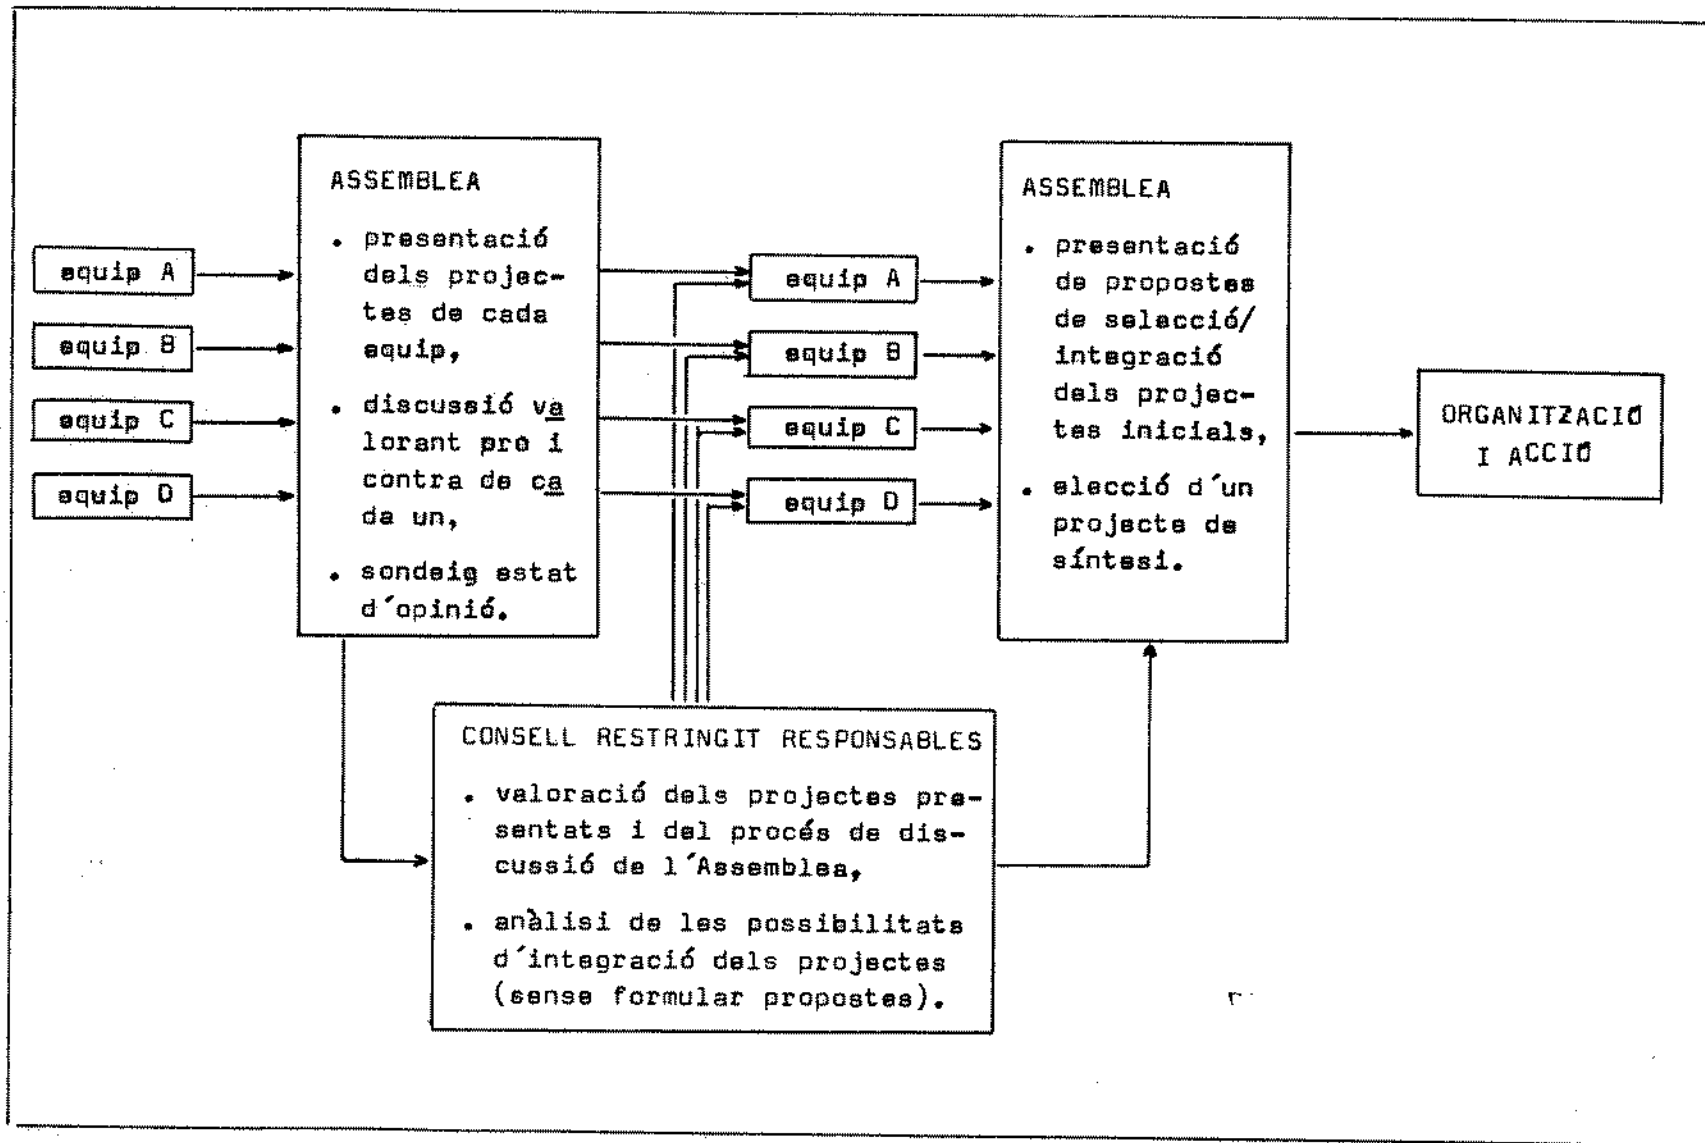 equip A
equip B
equip C
equip D
ASSEMBLEA
. presentació
dels projec-
tes de cada
equip,
. discussió va
lorant pro i
contra de ca
da un,
. sondeig estat
d´opinió.
equip A
equip B
equip C
equip D
CONSELL RESTRINGIT RESPONSABLES
. valoració dels projectes pre-
sentats i del procés de dis-
cussió de l´Assemblea,
. anàlisi de les possibilitats
d´integració dels projectes
(sense formular propostes).
ASSEMBLEA
. presentació
de propostes
de selecció/
integració
dels projec-
tes inicials,
. elecció d´un
projecte de
síntesi.
ORGANITZACIÓ
I ACCIÓ